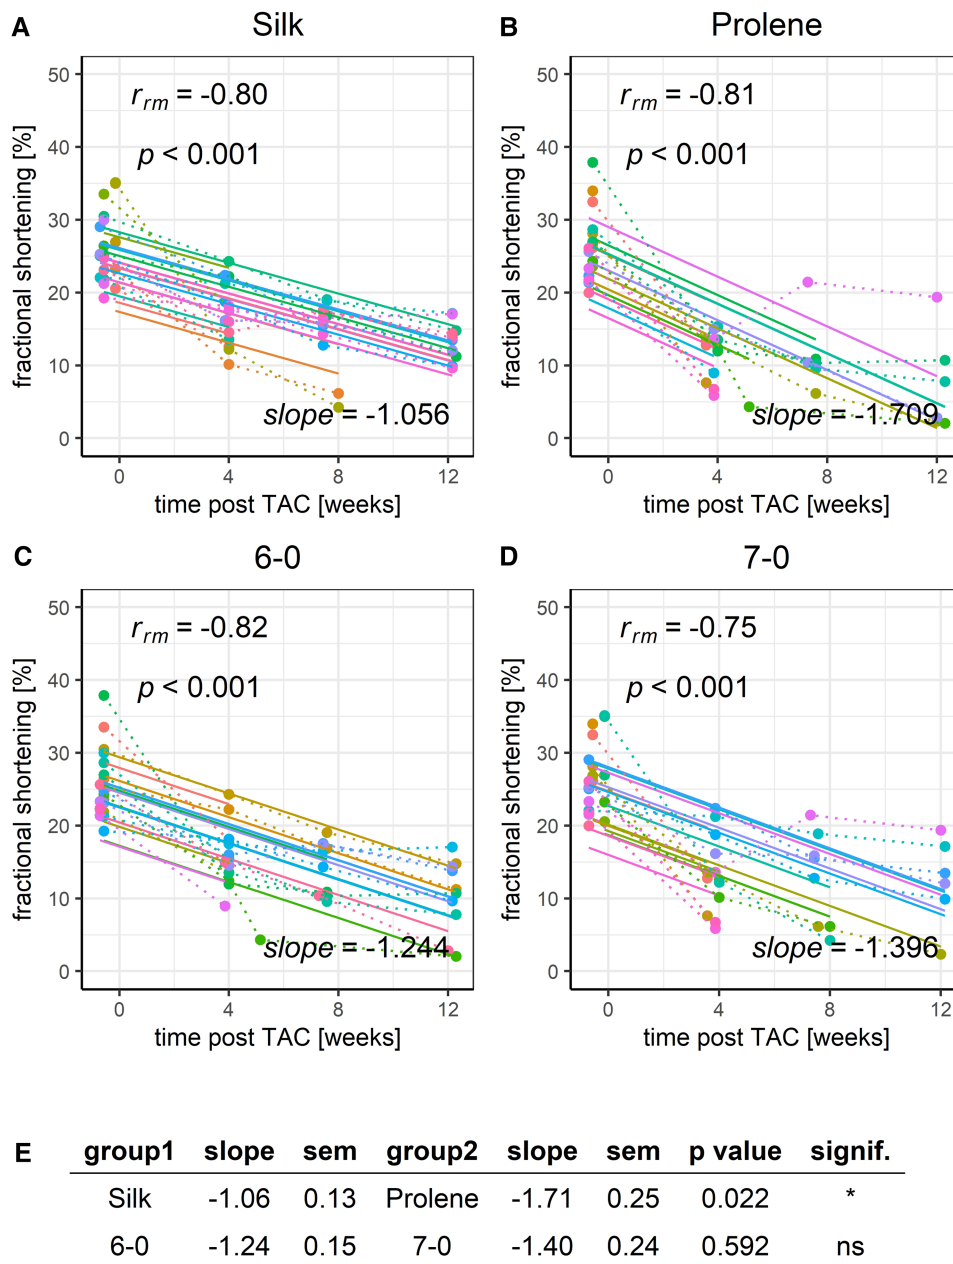 A Silk
fractional shortening [%]
50
40
30
20
10
0
r_rm = -0.80
p < 0.001
slope = -1.056
0 4 8 12
time post TAC [weeks]
B Prolene
fractional shortening [%]
50
40
30
20
10
0
r_rm = -0.81
p < 0.001
slope = -1.709
0 4 8 12
time post TAC [weeks]
C 6-0
fractional shortening [%]
50
40
30
20
10
0
r_rm = -0.82
p < 0.001
slope = -1.244
0 4 8 12
time post TAC [weeks]
D 7-0
fractional shortening [%]
50
40
30
20
10
0
r_rm = -0.75
p < 0.001
slope = -1.396
0 4 8 12
time post TAC [weeks]
E group1 slope sem group2 slope sem p value signif.
Silk -1.06 0.13 Prolene -1.71 0.25 0.022 *
6-0 -1.24 0.15 7-0 -1.40 0.24 0.592 ns